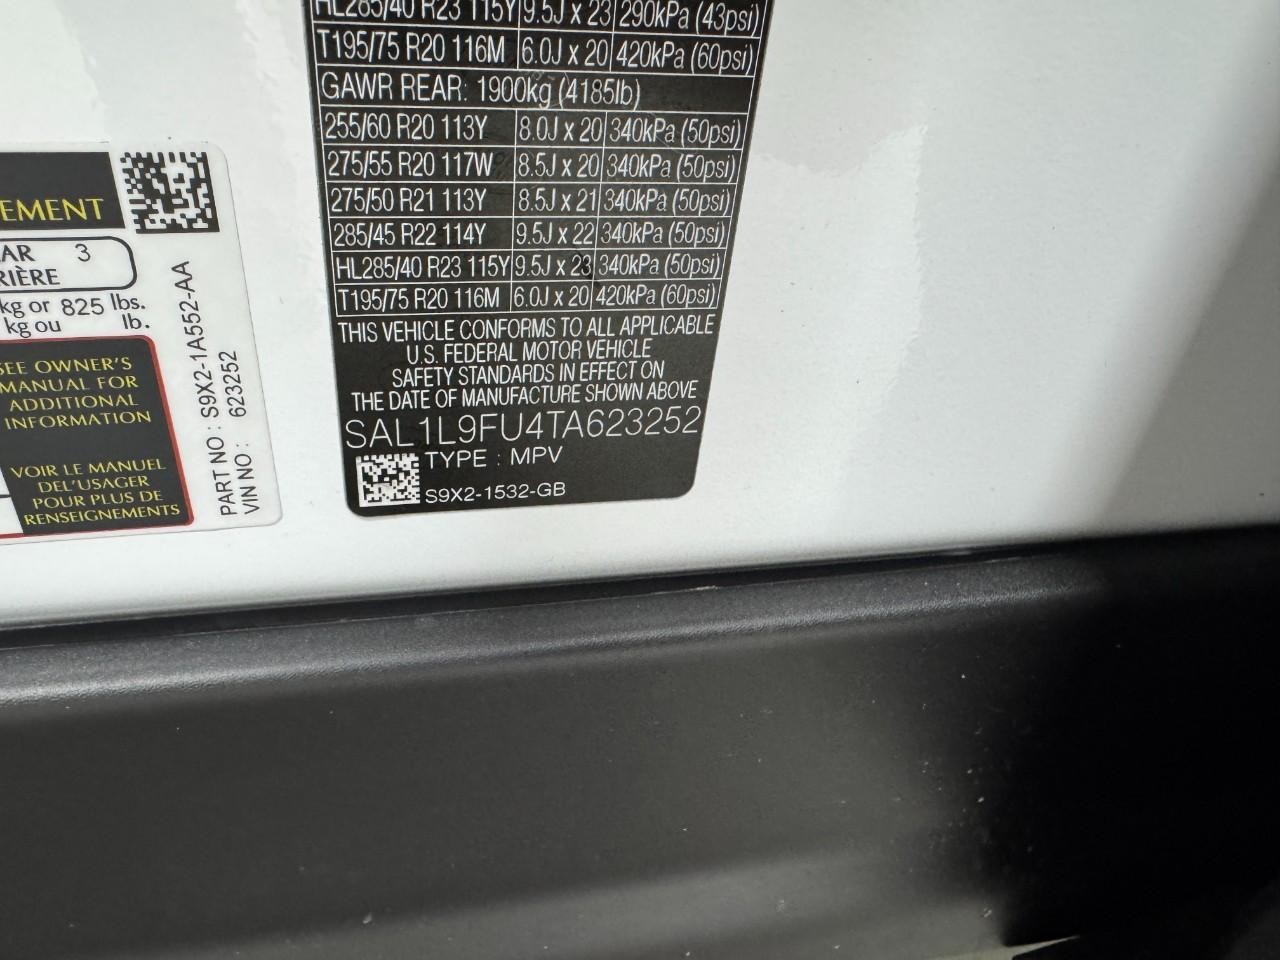 EMENT
AR 3
RIÈRE
kg or 825 lbs.
kg ou lb.
SEE OWNER'S
MANUAL FOR
ADDITIONAL
INFORMATION
VOIR LE MANUEL
DEL'USAGER
POUR PLUS DE
RENSEIGNEMENTS
PART NO : S9X2-1A552-AA
VIN NO : 623252
HL285/40 R23 115Y 9.5J x 23 290kPa (43psi)
T195/75 R20 116M 6.0J x 20 420kPa (60psi)
GAWR REAR: 1900kg (4185lb)
255/60 R20 113Y 8.0J x 20 340kPa (50psi)
275/55 R20 117W 8.5J x 20 340kPa (50psi)
275/50 R21 113Y 8.5J x 21 340kPa (50psi)
285/45 R22 114Y 9.5J x 22 340kPa (50psi)
HL285/40 R23 115Y 9.5J x 23 340kPa (50psi)
T195/75 R20 116M 6.0J x 20 420kPa (60psi)
THIS VEHICLE CONFORMS TO ALL APPLICABLE
U.S. FEDERAL MOTOR VEHICLE
SAFETY STANDARDS IN EFFECT ON
THE DATE OF MANUFACTURE SHOWN ABOVE
SAL1L9FU4TA623252
TYPE : MPV
S9X2-1532-GB